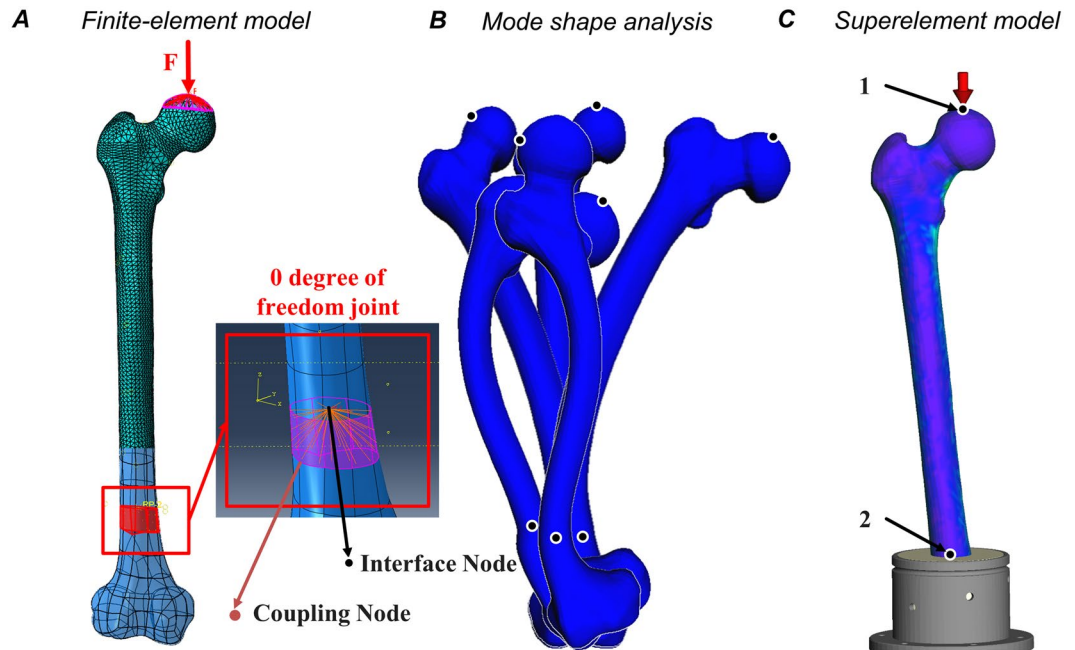 A Finite-element model
B Mode shape analysis
C Superelement model
F
1
0 degree of
freedom joint
Z
Y
X
2
Interface Node
Coupling Node